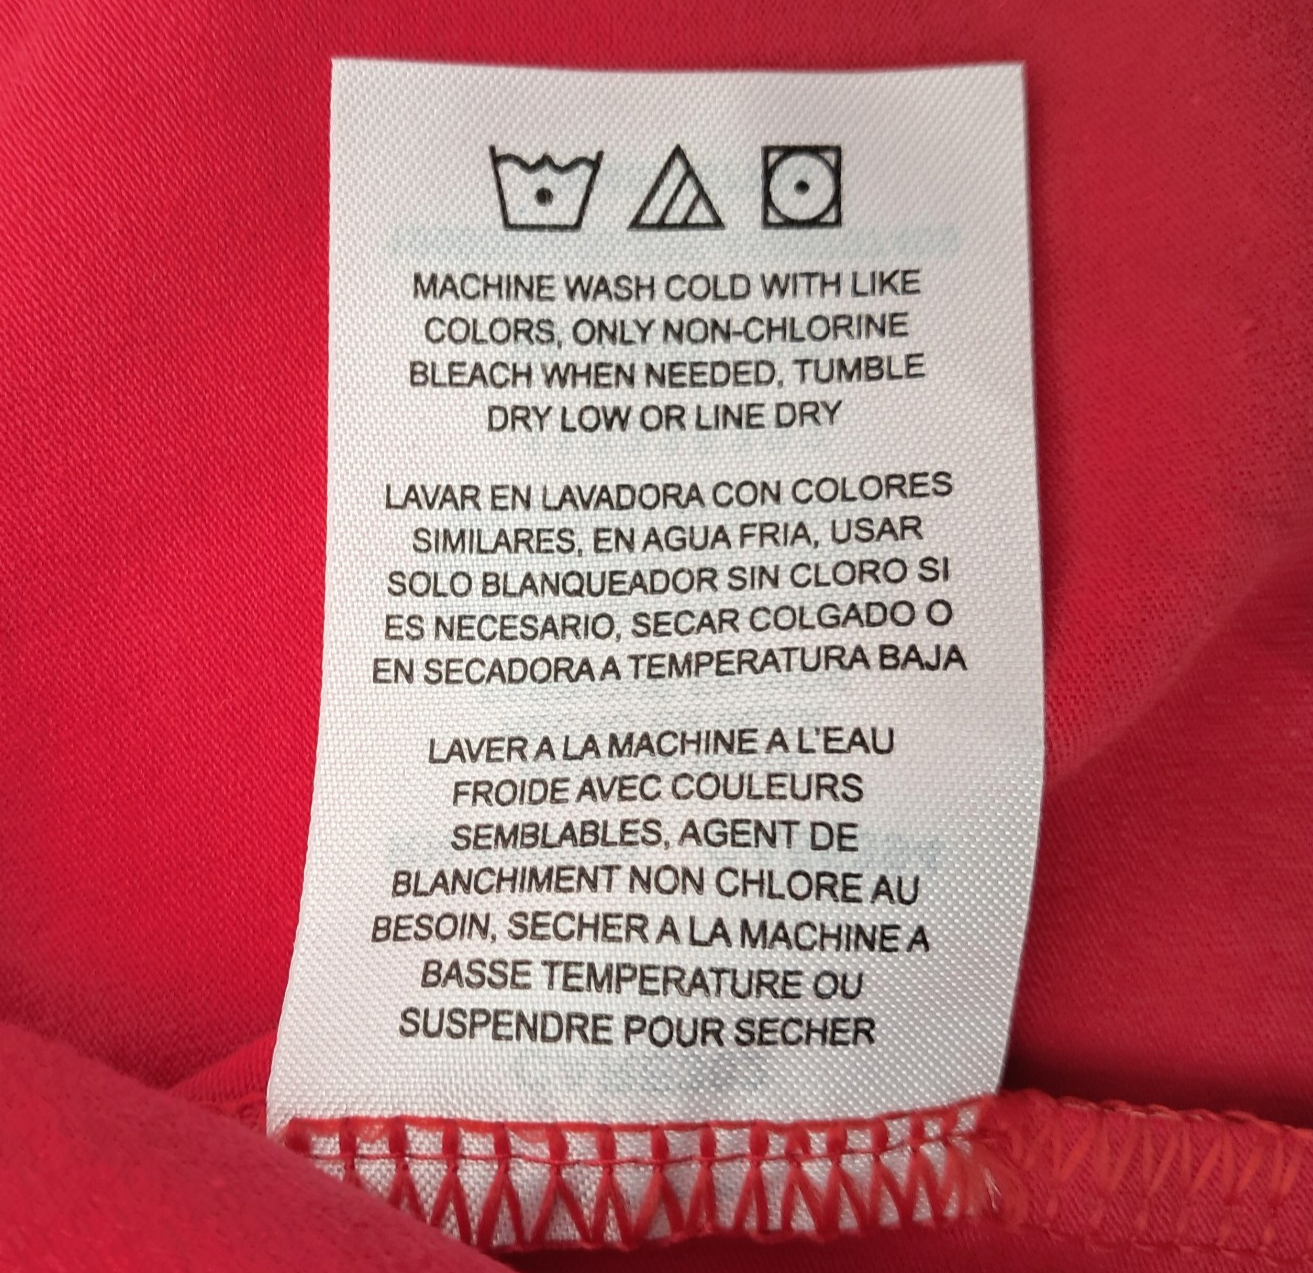 MACHINE WASH COLD WITH LIKE
COLORS, ONLY NON-CHLORINE
BLEACH WHEN NEEDED, TUMBLE
DRY LOW OR LINE DRY
LAVAR EN LAVADORA CON COLORES
SIMILARES, EN AGUA FRIA, USAR
SOLO BLANQUEADOR SIN CLORO SI
ES NECESARIO, SECAR COLGADO O
EN SECADORA A TEMPERATURA BAJA
LAVER A LA MACHINE A L'EAU
FROIDE AVEC COULEURS
SEMBLABLES, AGENT DE
BLANCHIMENT NON CHLORE AU
BESOIN, SECHER A LA MACHINE A
BASSE TEMPERATURE OU
SUSPENDRE POUR SECHER